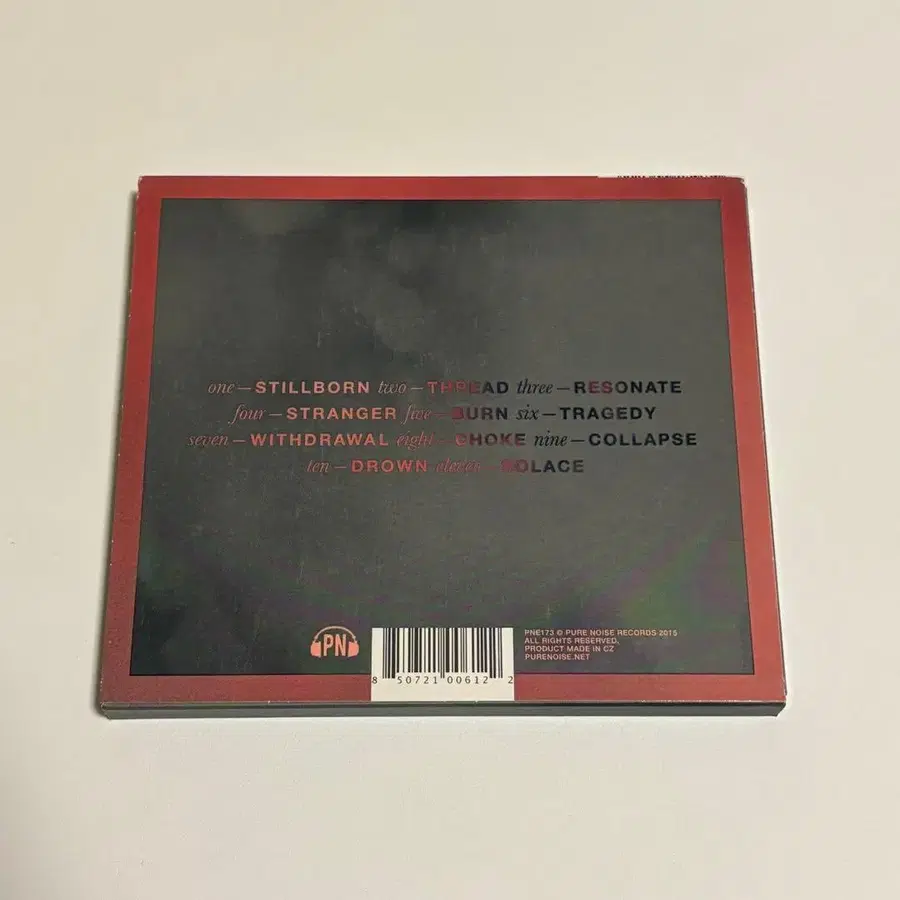 one — STILLBORN two — THREAD three — RESONATE
four — STRANGER five — BURN six — TRAGEDY
seven — WITHDRAWAL eight — CHOKE nine — COLLAPSE
ten — DROWN eleven — SOLACE
PN
8 50721 00612 2
PNE173 © PURE NOISE RECORDS 2015
ALL RIGHTS RESERVED.
PRODUCT MADE IN CZ
PURENOISE.NET